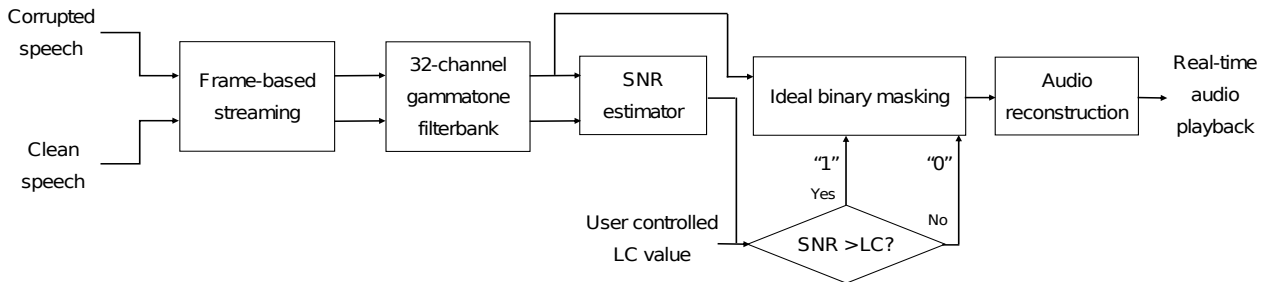 Corrupted
speech
Clean
speech
Frame-based
streaming
32-channel
gammatone
filterbank
SNR
estimator
Ideal binary masking
Audio
reconstruction
Real-time
audio
playback
“1”
“0”
Yes
No
User controlled
LC value
SNR >LC?